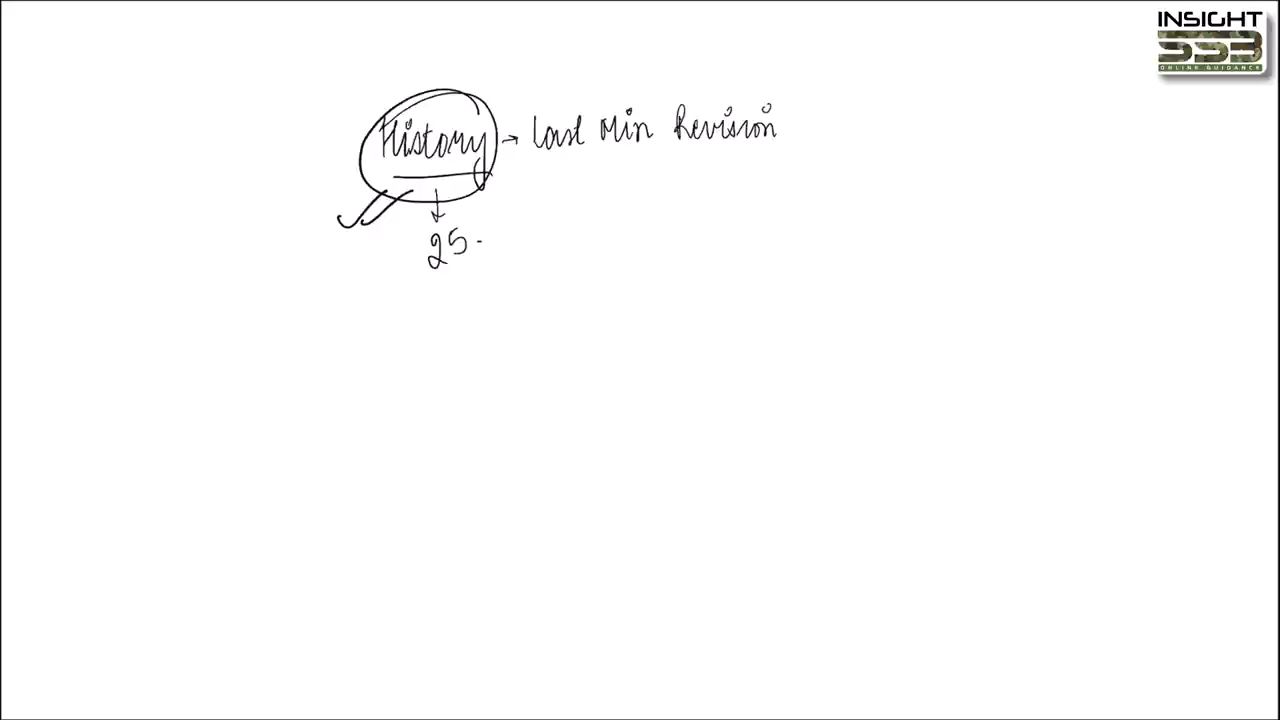 INSIGHT
SSB
ONLINE GUIDANCE
History → Last Min Revision
↓
25-